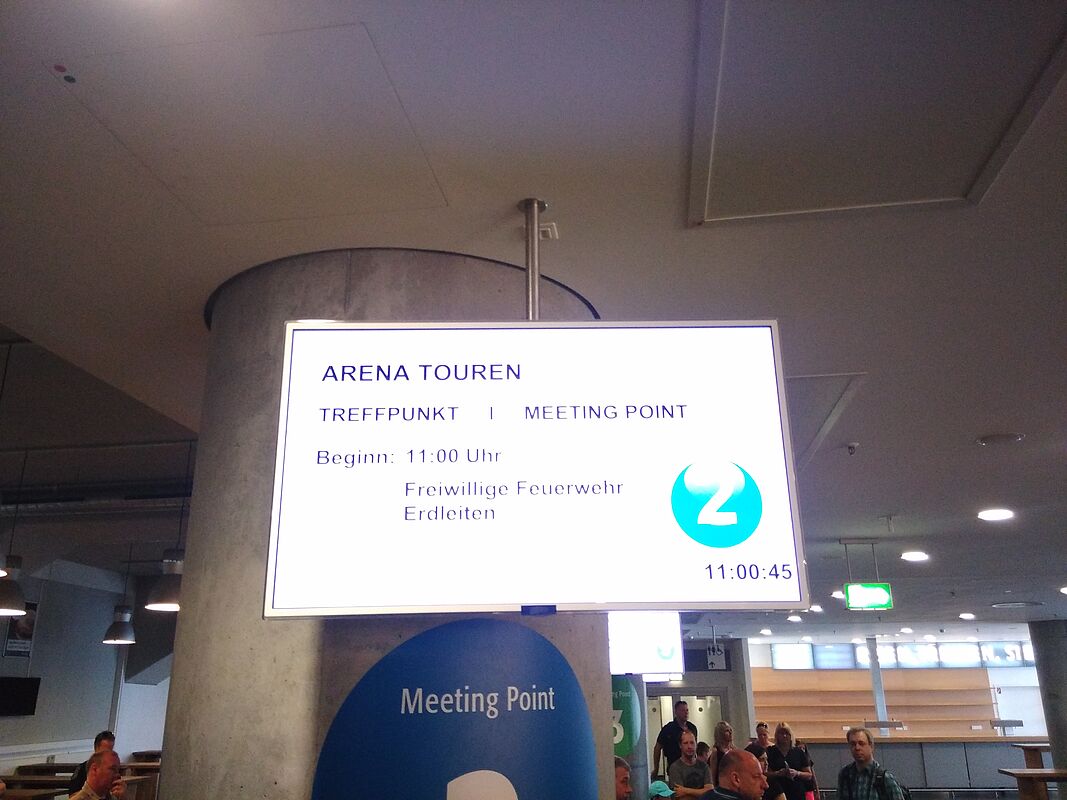 ARENA TOUREN
TREFFPUNKT | MEETING POINT
Beginn: 11:00 Uhr
Freiwillige Feuerwehr
Erdleiten
2
11:00:45
Meeting Point